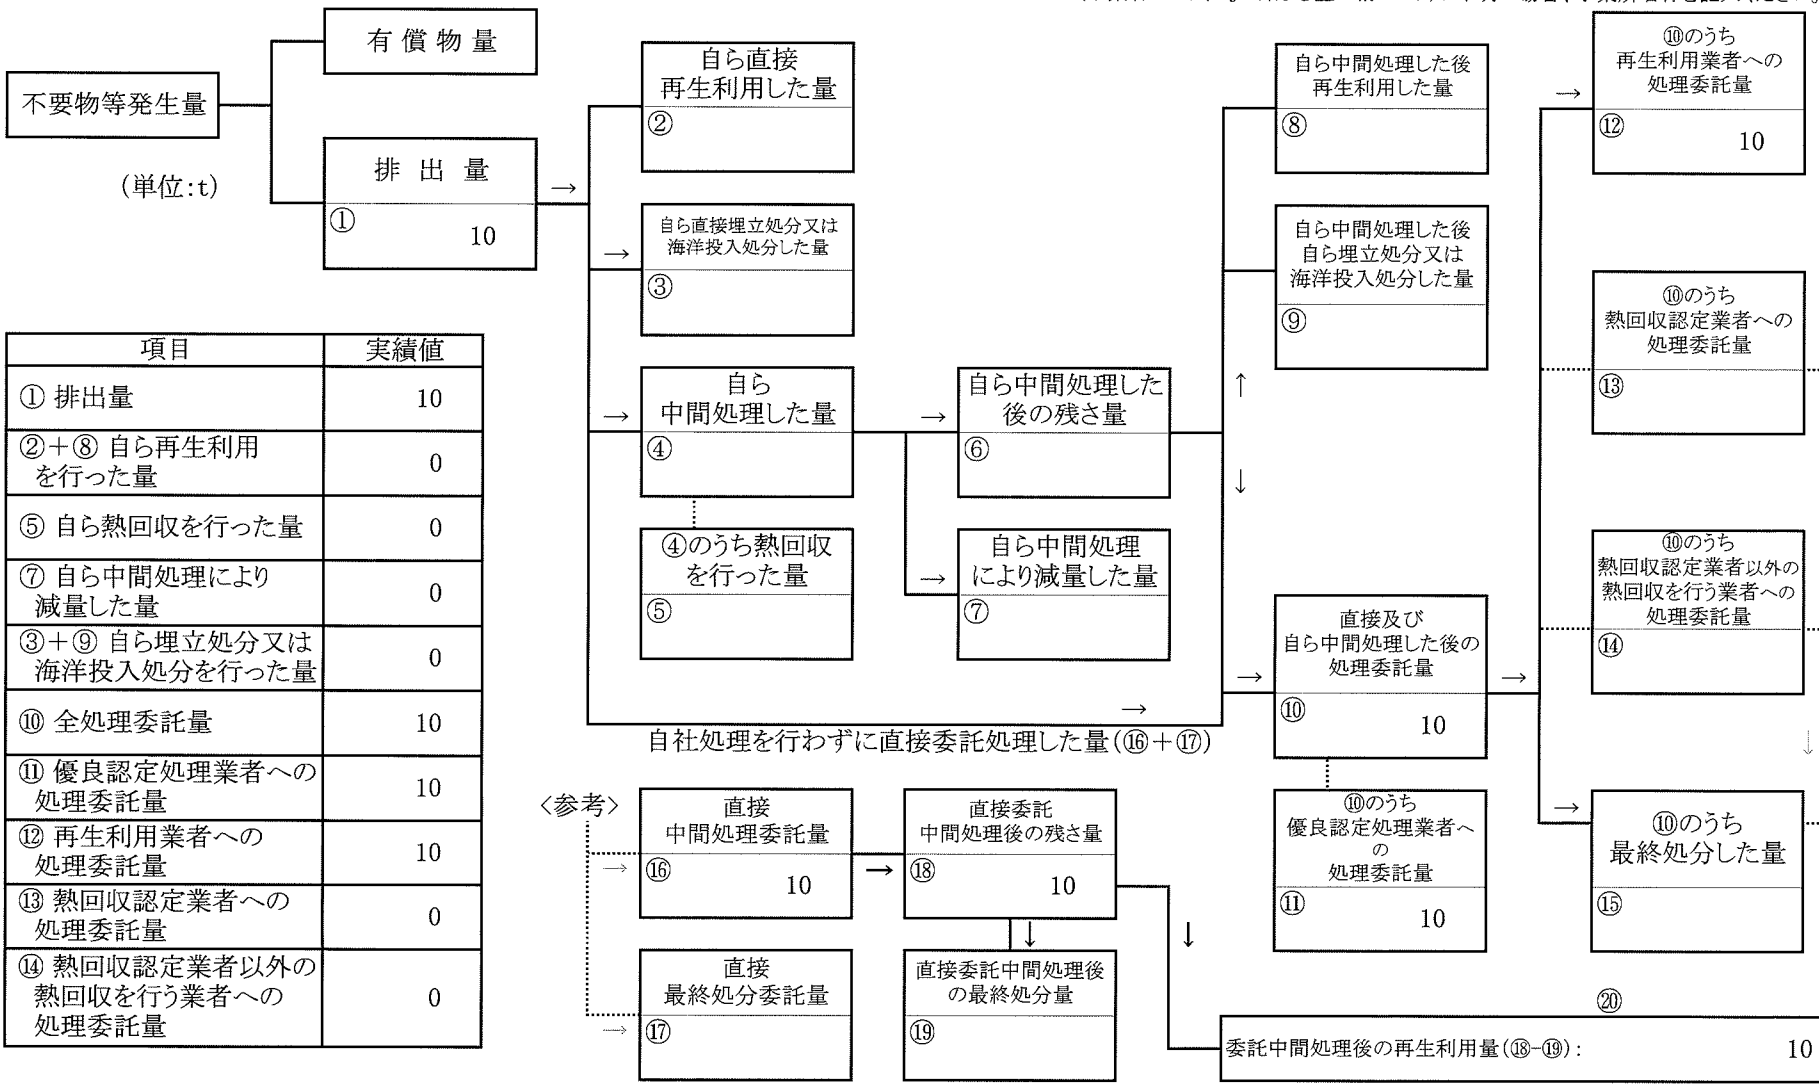 有償物量
不要物等発生量
(単位:t)
排出量
①
10
→
自ら直接
再生利用した量
②
→
自ら直接埋立処分又は
海洋投入処分した量
③
→
自ら
中間処理した量
④
④のうち熱回収
を行った量
⑤
→
自ら中間処理した
後の残さ量
⑥
→
自ら中間処理
により減量した量
⑦
自ら中間処理した後
再生利用した量
⑧
自ら中間処理した後
自ら埋立処分又は
海洋投入処分した量
⑨
↑
↓
→
自社処理を行わずに直接委託処理した量(⑯+⑰)
→
直接及び
自ら中間処理した後の
処理委託量
⑩
10
→
⑩のうち
優良認定処理業者へ
の
処理委託量
⑪
10
→
⑩のうち
再生利用業者への
処理委託量
⑫
10
⑩のうち
熱回収認定業者への
処理委託量
⑬
⑩のうち
熱回収認定業者以外の
熱回収を行う業者への
処理委託量
⑭
↓
→
⑩のうち
最終処分した量
⑮
項目 実績値
① 排出量 10
②+⑧ 自ら再生利用
を行った量 0
⑤ 自ら熱回収を行った量 0
⑦ 自ら中間処理により
減量した量 0
③+⑨ 自ら埋立処分又は
海洋投入処分を行った量 0
⑩ 全処理委託量 10
⑪ 優良認定処理業者への
処理委託量 10
⑫ 再生利用業者への
処理委託量 10
⑬ 熱回収認定業者への
処理委託量 0
⑭ 熱回収認定業者以外の
熱回収を行う業者への
処理委託量 0
<参考>
→
直接
中間処理委託量
⑯
10
→
直接委託
中間処理後の残さ量
⑱
10
→
直接
最終処分委託量
⑰
↓
直接委託中間処理後
の最終処分量
⑲
↓
⑳
委託中間処理後の再生利用量(⑱-⑲): 10